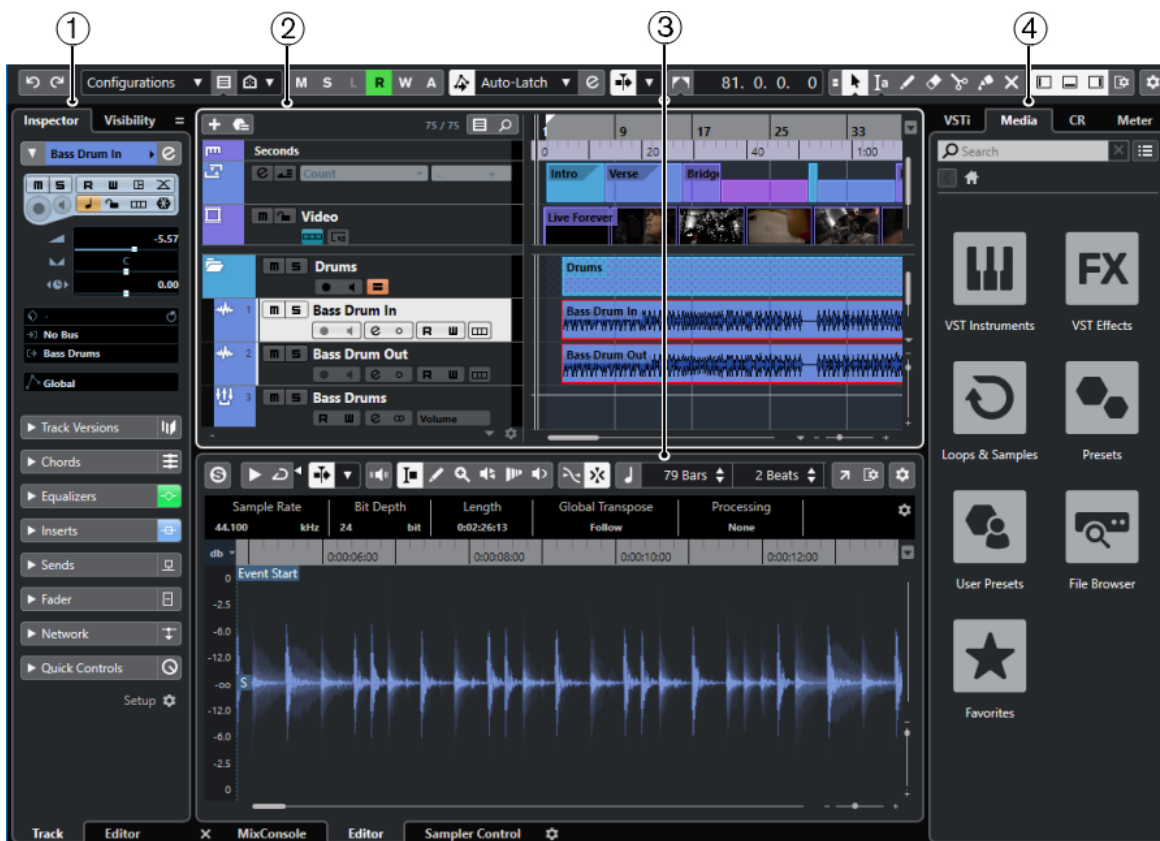 1 2 3 4
Configurations M S L R W A Auto-Latch 81. 0. 0. 0
Inspector Visibility
Bass Drum In
m S R W
-5.57
C
0.00
-
No Bus
Bass Drums
Global
Track Versions
Chords
Equalizers
Inserts
Sends
Fader
Network
Quick Controls
Setup
Track Editor
75 / 75
1 9 17 25 33
Seconds 0 20 40 1:00
Count -
Intro Verse Bridge
m Video
Live Forever
m S Drums
Drums
1 m S Bass Drum In
R W
Bass Drum In
2 m S Bass Drum Out
R W
Bass Drum Out
3 m S Bass Drums
R W Volume
-
79 Bars 2 Beats
Sample Rate Bit Depth Length Global Transpose Processing
44.100 kHz 24 bit 0:02:26:13 Follow None
db 0:00:06:00 0:00:08:00 0:00:10:00 0:00:12:00
Event Start
0
-2.5
-6.0
-12.0
-oo S
-12.0
-6.0
-2.5
0
MixConsole Editor Sampler Control
VSTi Media CR Meter
Search
FX
VST Instruments VST Effects
Loops & Samples Presets
User Presets File Browser
Favorites